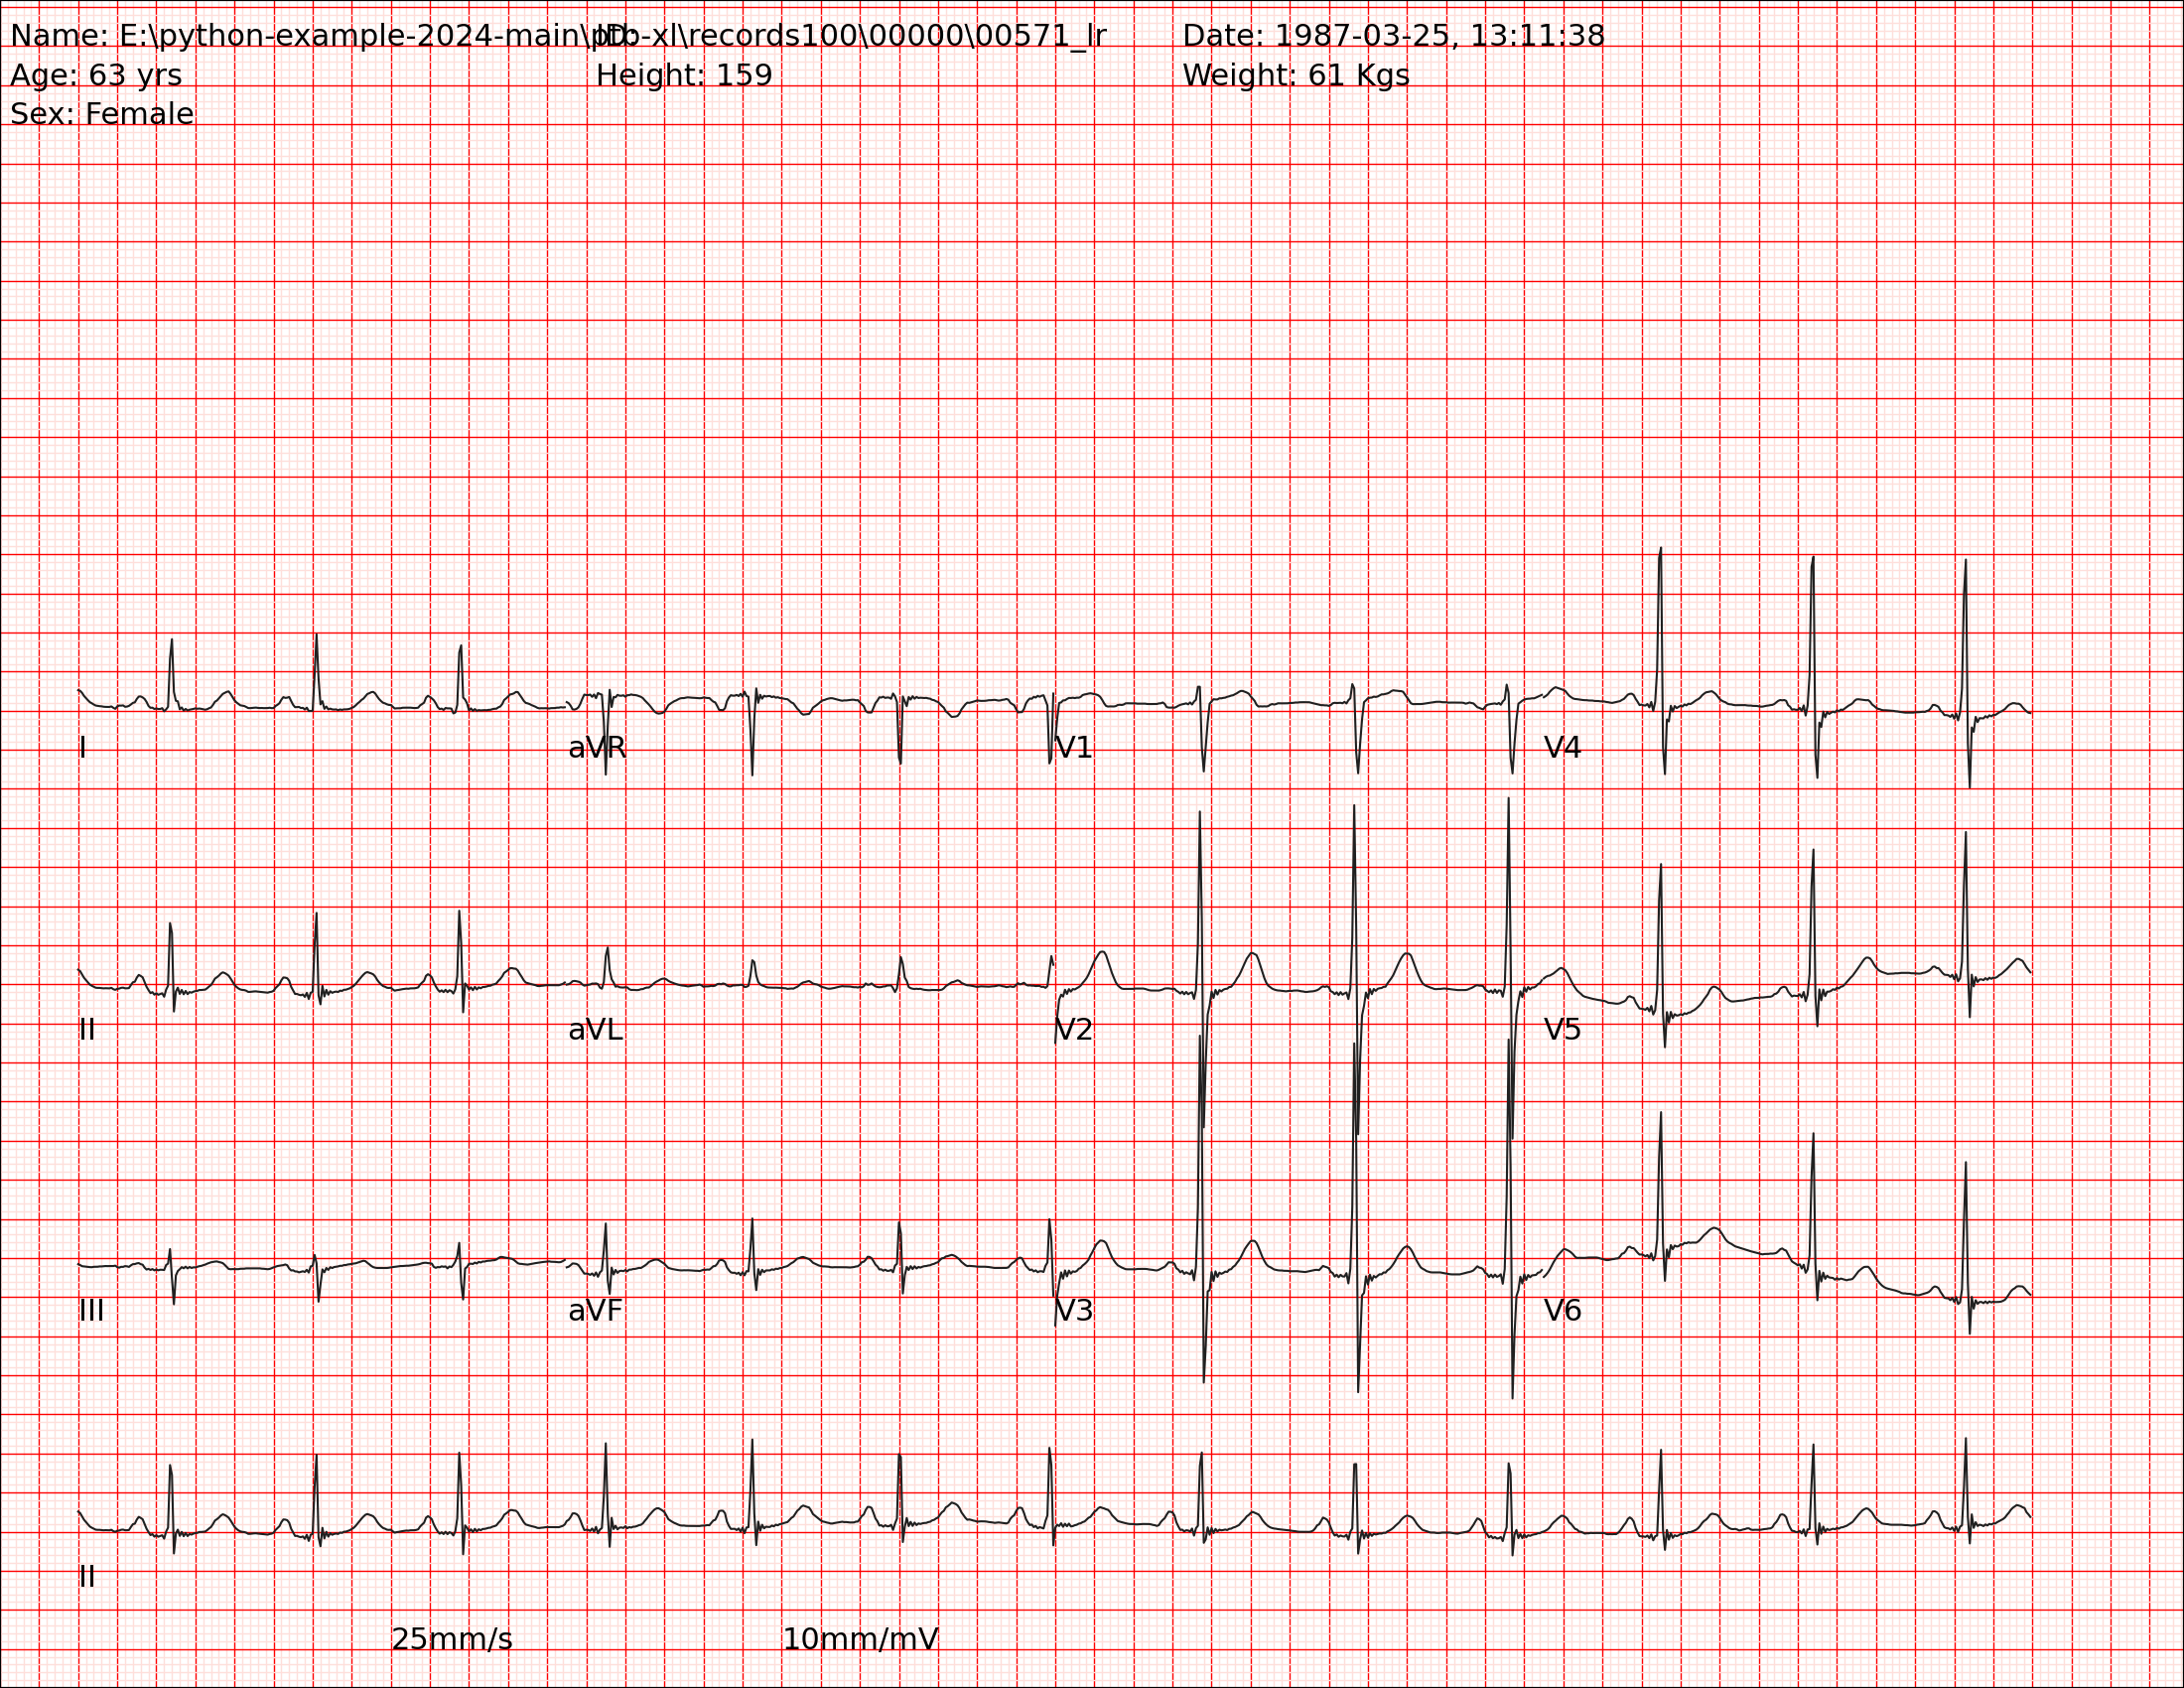 Name: E:\python-example-2024-main\ptb-xl\records100\00000\00571_lr ID: Date: 1987-03-25, 13:11:38
Age: 63 yrs Height: 159 Weight: 61 Kgs
Sex: Female
I aVR V1 V4
II aVL V2 V5
III aVF V3 V6
II
25mm/s 10mm/mV